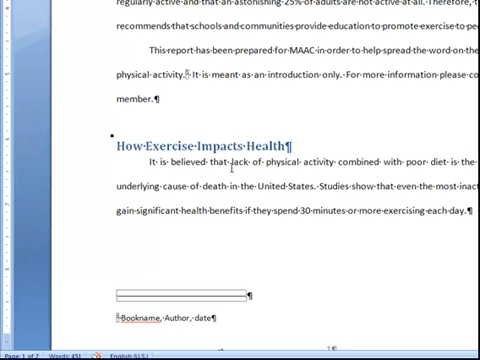 regularly active and that an astonishing 25% of adults are not active at all. Therefore, t
recommends that schools and communities provide education to promote exercise to pe
This report has been prepared for MAAC in order to help spread the word on the
physical activity. It is meant as an introduction only. For more information please co
member.¶
How Exercise Impacts Health¶
It is believed that lack of physical activity combined with poor diet is the
underlying cause of death in the United States. Studies show that even the most inact
gain significant health benefits if they spend 30 minutes or more exercising each day.¶
¶
Bookname, Author, date¶
1¶
Page: 1 of 2 Words: 451 English (U.S.)